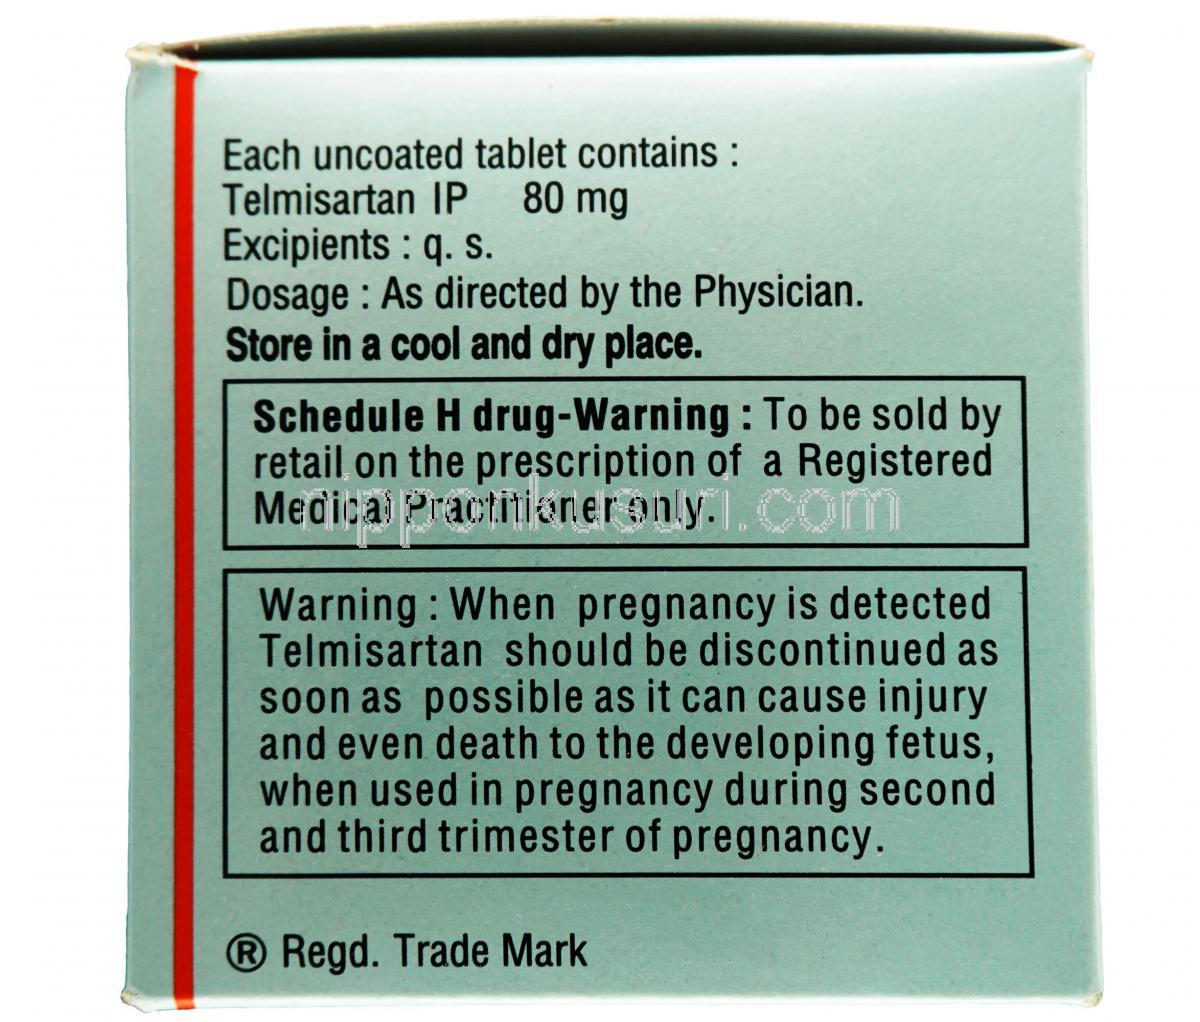 Each uncoated tablet contains :
Telmisartan IP 80 mg
Excipients : q. s.
Dosage : As directed by the Physician.
Store in a cool and dry place.
Schedule H drug-Warning : To be sold by
retail on the prescription of a Registered
Medical Practitioner only.
nipponkusuri.com
Warning : When pregnancy is detected
Telmisartan should be discontinued as
soon as possible as it can cause injury
and even death to the developing fetus,
when used in pregnancy during second
and third trimester of pregnancy.
® Regd. Trade Mark